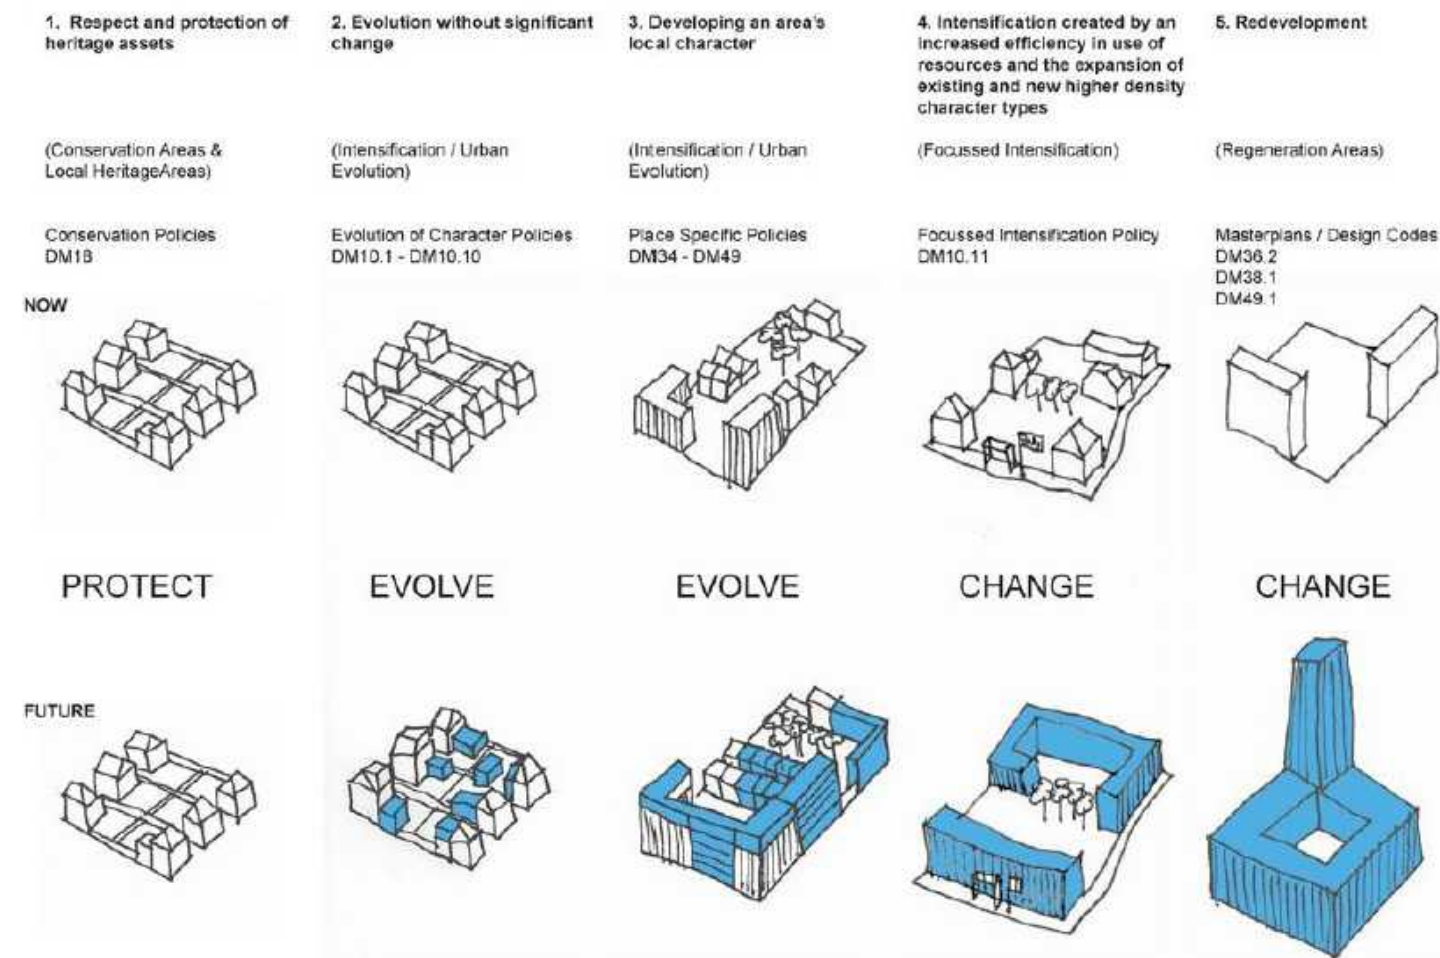 1. Respect and protection of
heritage assets
2. Evolution without significant
change
3. Developing an area's
local character
4. Intensification created by an
increased efficiency in use of
resources and the expansion of
existing and new higher density
character types
5. Redevelopment
(Conservation Areas &
Local HeritageAreas)
(Intensification / Urban
Evolution)
(Intensification / Urban
Evolution)
(Focussed Intensification)
(Regeneration Areas)
Conservation Policies
DM18
Evolution of Character Policies
DM10.1 - DM10.10
Place Specific Policies
DM34 - DM49
Focussed Intensification Policy
DM10.11
Masterplans / Design Codes
DM36.2
DM38.1
DM49.1
NOW
PROTECT
EVOLVE
EVOLVE
CHANGE
CHANGE
FUTURE